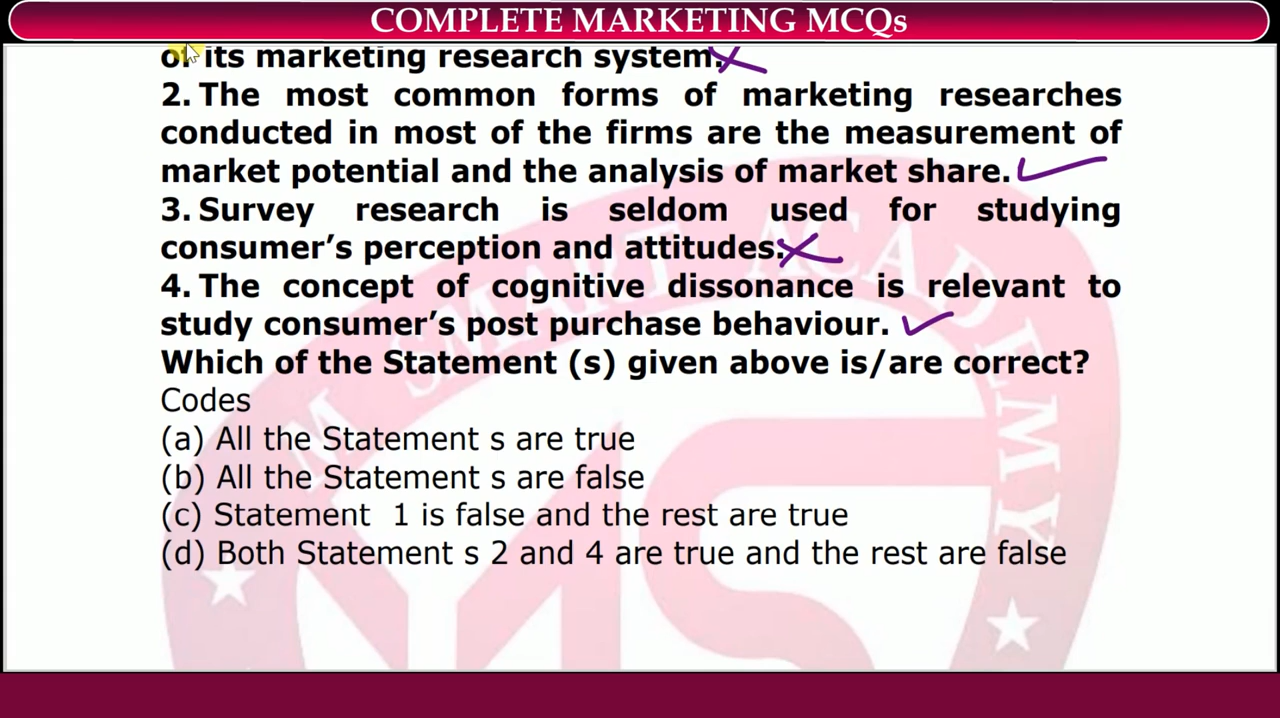 COMPLETE MARKETING MCQs
of its marketing research system.
2. The most common forms of marketing researches
conducted in most of the firms are the measurement of
market potential and the analysis of market share.
3. Survey research is seldom used for studying
consumer’s perception and attitudes.
4. The concept of cognitive dissonance is relevant to
study consumer’s post purchase behaviour.
Which of the Statement (s) given above is/are correct?
Codes
(a) All the Statement s are true
(b) All the Statement s are false
(c) Statement 1 is false and the rest are true
(d) Both Statement s 2 and 4 are true and the rest are false
M SMART ACADEMY
MS